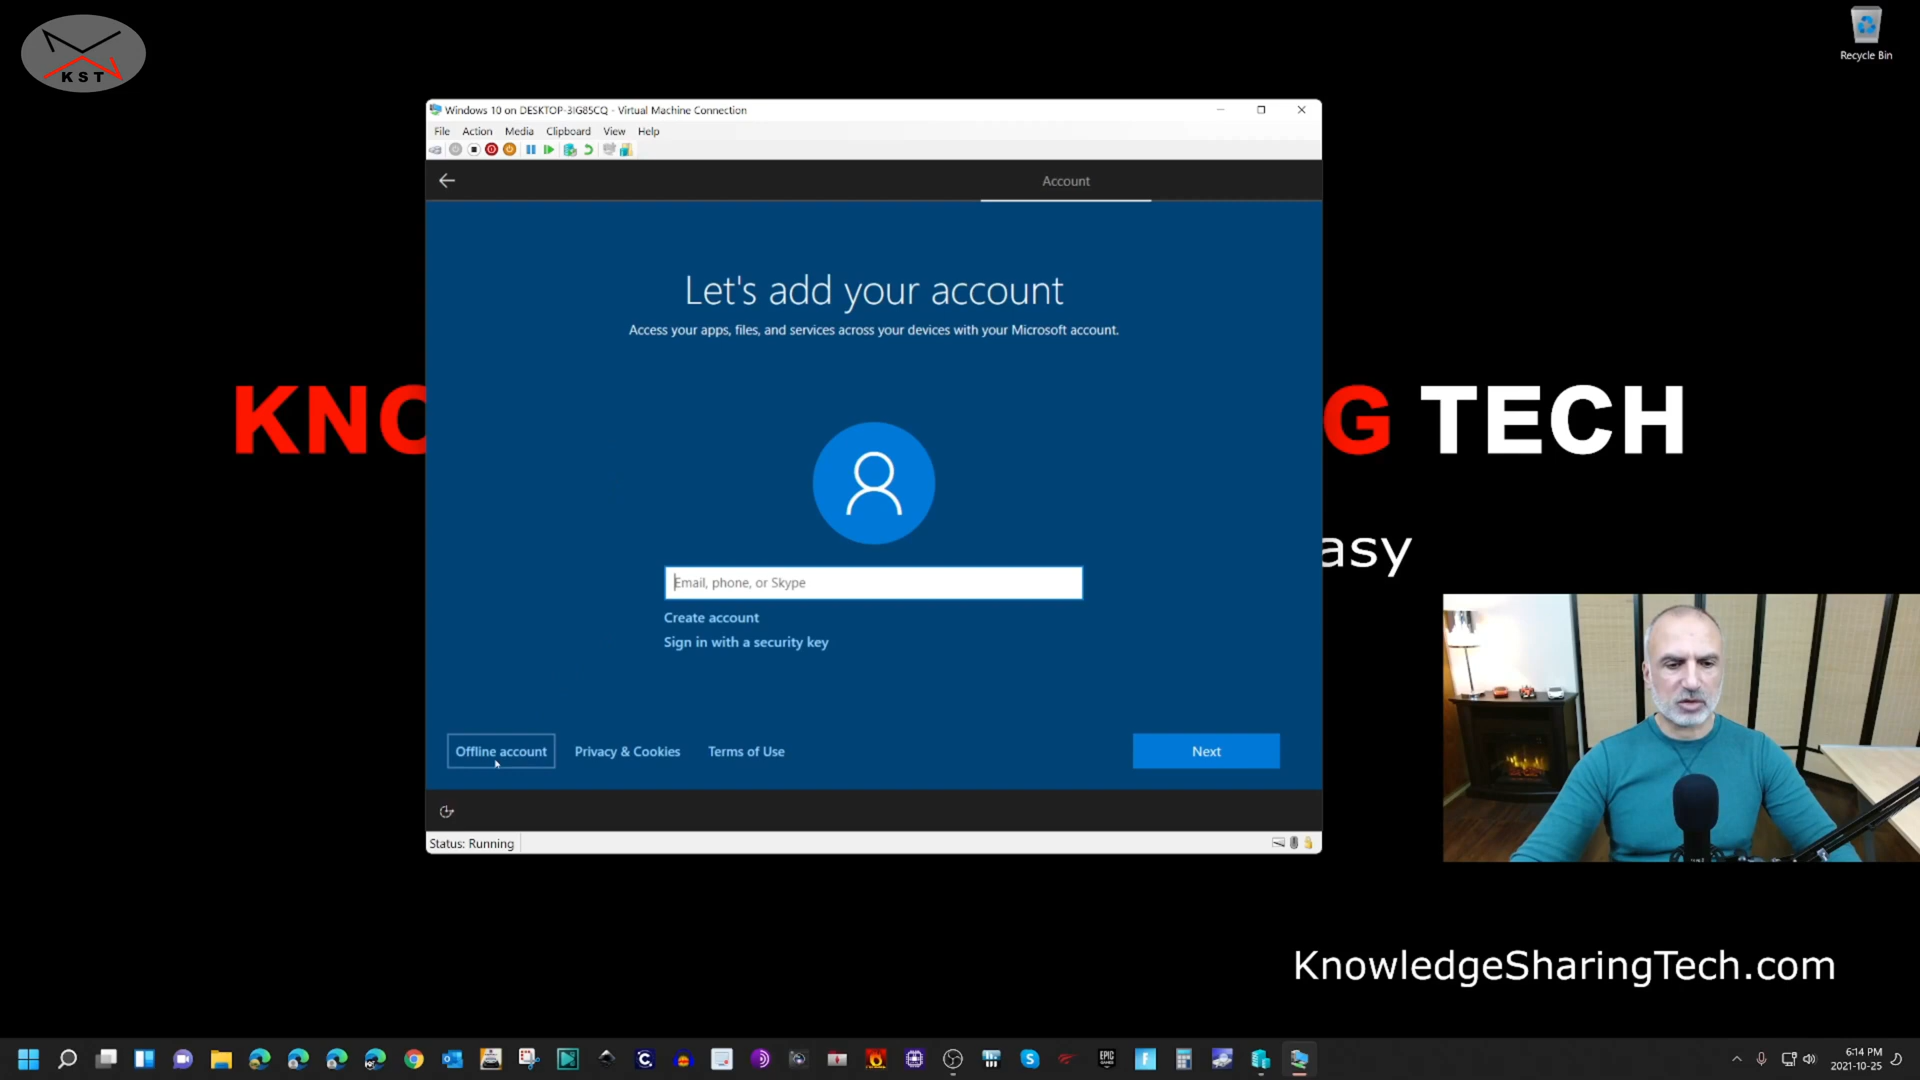 KST
Recycle Bin
Windows 10 on DESKTOP-3IG85CQ - Virtual Machine Connection
File Action Media Clipboard View Help
Account
Let's add your account
Access your apps, files, and services across your devices with your Microsoft account.
KNO G TECH
asy
Email, phone, or Skype
Create account
Sign in with a security key
Offline account Privacy & Cookies Terms of Use Next
Status: Running
KnowledgeSharingTech.com
EPIC
6:14 PM
2021-10-25